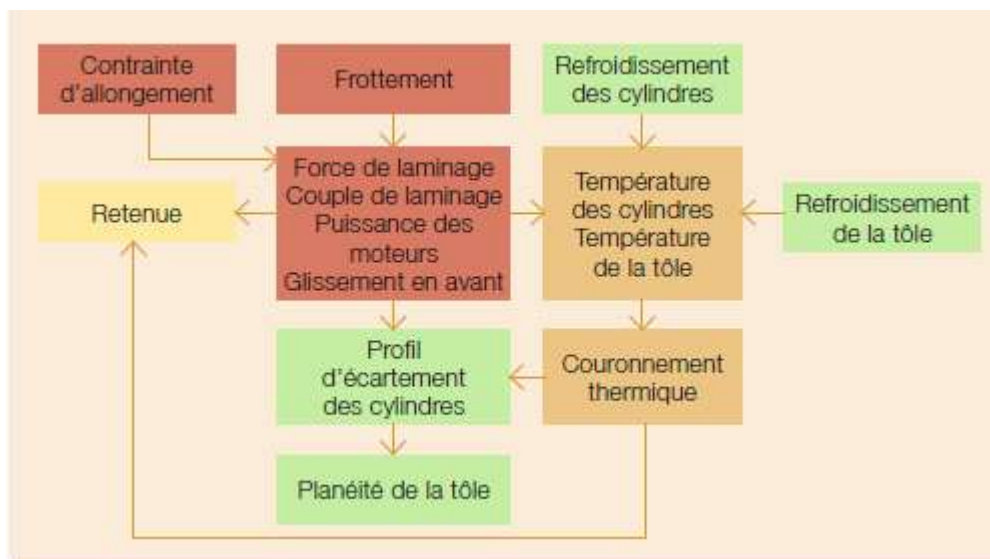 Contrainte
d'allongement
Frottement
Refroidissement
des cylindres
Force de laminage
Couple de laminage
Puissance des
moteurs
Glissement en avant
Température
des cylindres
Température
de la tôle
Retenue
Refroidissement
de la tôle
Profil
d'écartement
des cylindres
Couronnement
thermique
Planéité de la tôle